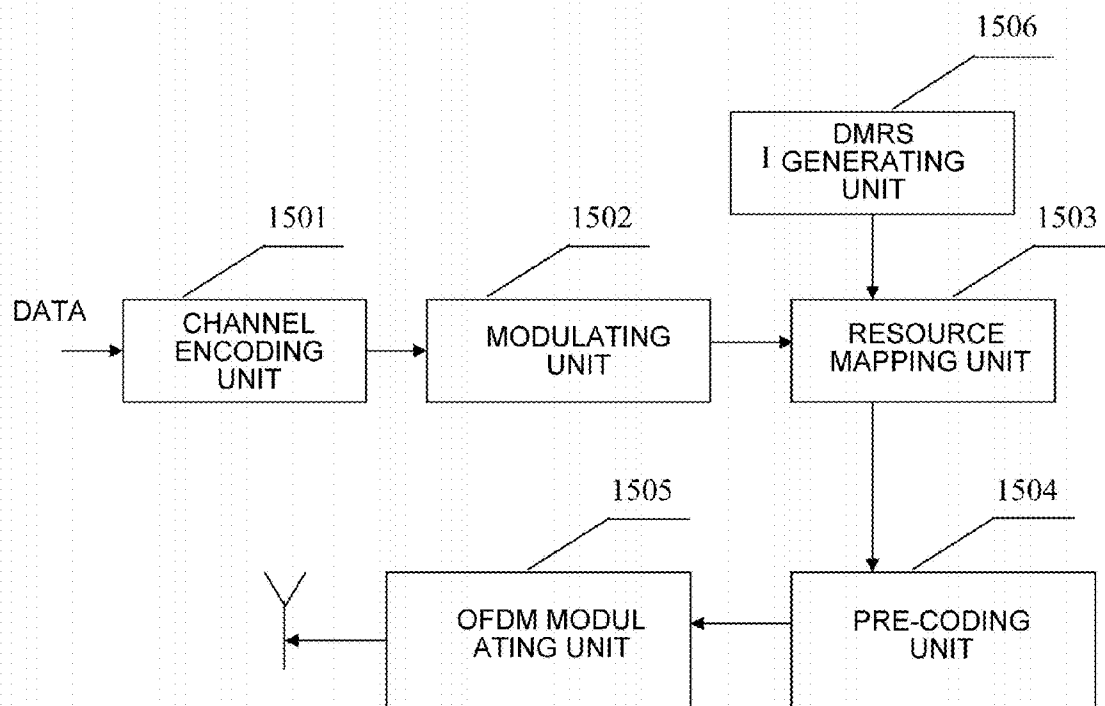 1506
DMRS
I GENERATING
UNIT
1501
1502
1503
DATA
CHANNEL
ENCODING
UNIT
MODULATING
UNIT
RESOURCE
MAPPING UNIT
1505
1504
OFDM MODUL
ATING UNIT
PRE-CODING
UNIT